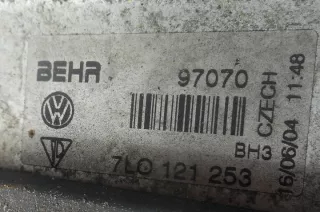 BEHR 97070
BH3
7L0 121 253
CZECH
16/06/04 11:48